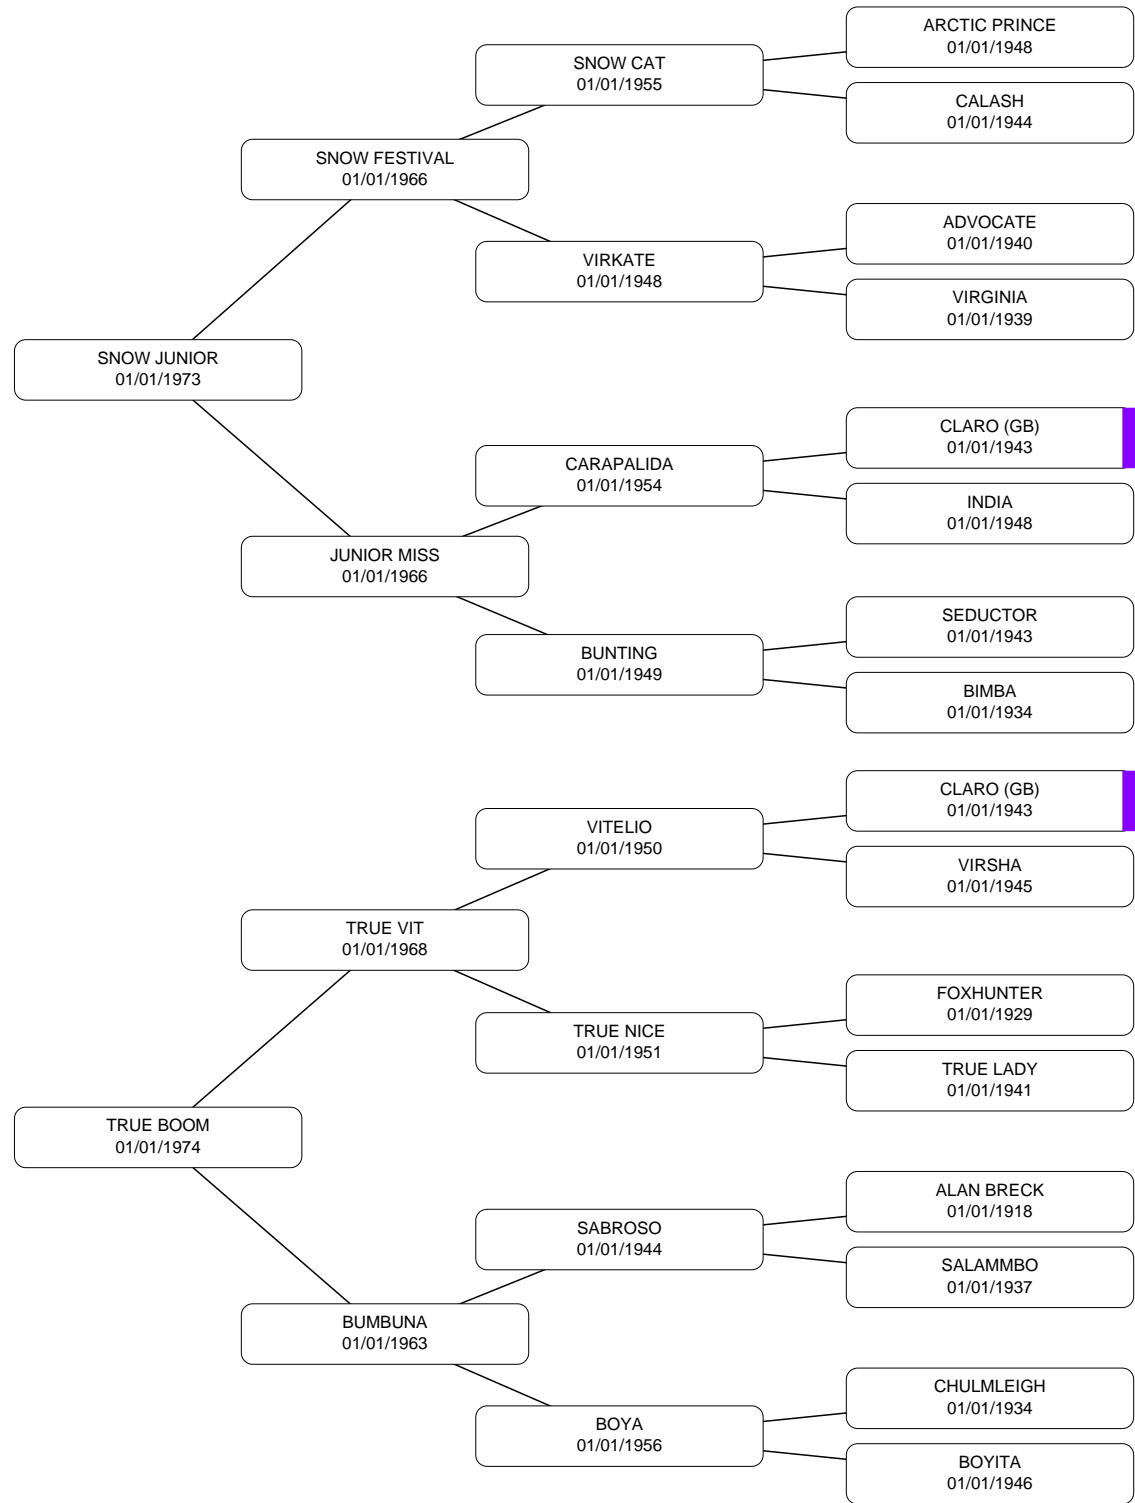 ARCTIC PRINCE
01/01/1948
SNOW CAT
01/01/1955
CALASH
01/01/1944
SNOW FESTIVAL
01/01/1966
ADVOCATE
01/01/1940
VIRKATE
01/01/1948
VIRGINIA
01/01/1939
SNOW JUNIOR
01/01/1973
CLARO (GB)
01/01/1943
CARAPALIDA
01/01/1954
INDIA
01/01/1948
JUNIOR MISS
01/01/1966
SEDUCTOR
01/01/1943
BUNTING
01/01/1949
BIMBA
01/01/1934
CLARO (GB)
01/01/1943
VITELIO
01/01/1950
VIRSHA
01/01/1945
TRUE VIT
01/01/1968
FOXHUNTER
01/01/1929
TRUE NICE
01/01/1951
TRUE LADY
01/01/1941
TRUE BOOM
01/01/1974
ALAN BRECK
01/01/1918
SABROSO
01/01/1944
SALAMMBO
01/01/1937
BUMBUNA
01/01/1963
CHULMLEIGH
01/01/1934
BOYA
01/01/1956
BOYITA
01/01/1946